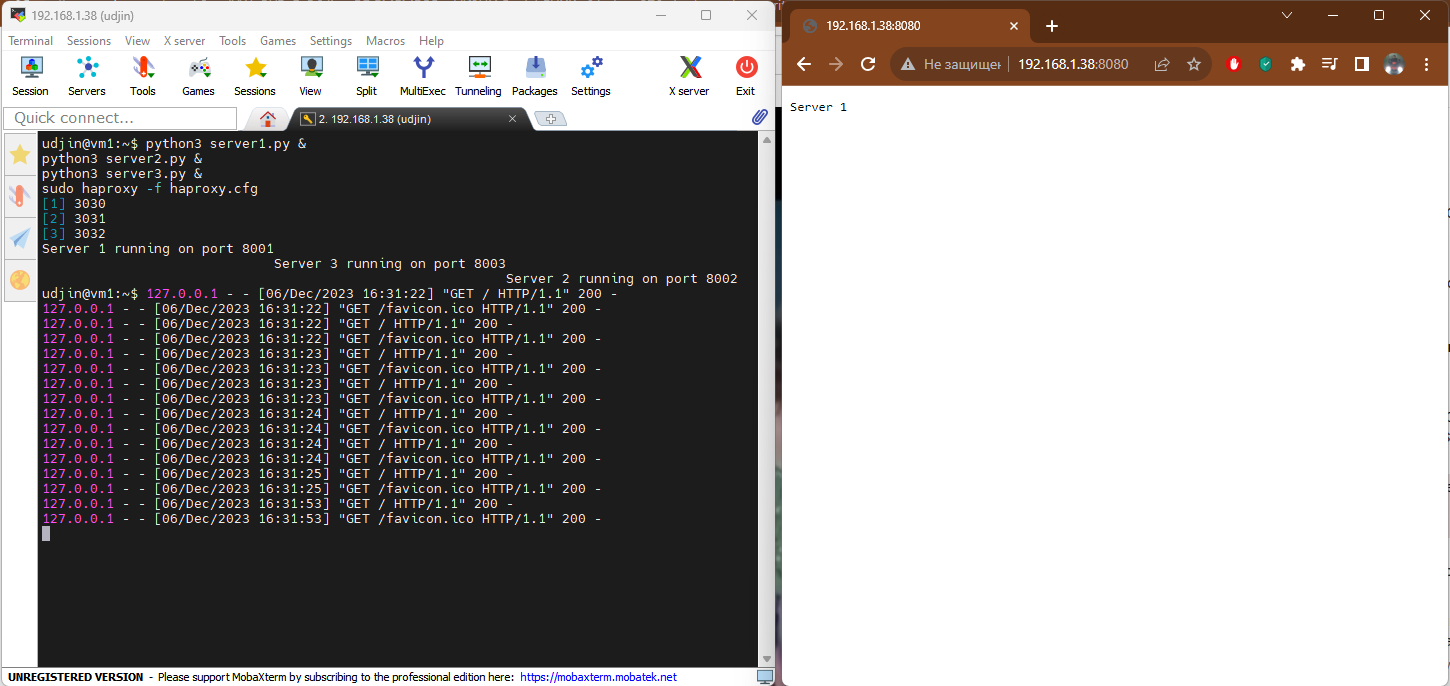 192.168.1.38 (udjin)
Terminal Sessions View X server Tools Games Settings Macros Help
Session Servers Tools Games Sessions View Split MultiExec Tunneling Packages Settings X server Exit
Quick connect...
2. 192.168.1.38 (udjin)
udjin@vm1:~$ python3 server1.py &
python3 server2.py &
python3 server3.py &
sudo haproxy -f haproxy.cfg
[1] 3030
[2] 3031
[3] 3032
Server 1 running on port 8001
Server 3 running on port 8003
Server 2 running on port 8002
udjin@vm1:~$ 127.0.0.1 - - [06/Dec/2023 16:31:22] "GET / HTTP/1.1" 200 -
127.0.0.1 - - [06/Dec/2023 16:31:22] "GET /favicon.ico HTTP/1.1" 200 -
127.0.0.1 - - [06/Dec/2023 16:31:22] "GET / HTTP/1.1" 200 -
127.0.0.1 - - [06/Dec/2023 16:31:22] "GET /favicon.ico HTTP/1.1" 200 -
127.0.0.1 - - [06/Dec/2023 16:31:23] "GET / HTTP/1.1" 200 -
127.0.0.1 - - [06/Dec/2023 16:31:23] "GET /favicon.ico HTTP/1.1" 200 -
127.0.0.1 - - [06/Dec/2023 16:31:23] "GET / HTTP/1.1" 200 -
127.0.0.1 - - [06/Dec/2023 16:31:23] "GET /favicon.ico HTTP/1.1" 200 -
127.0.0.1 - - [06/Dec/2023 16:31:24] "GET / HTTP/1.1" 200 -
127.0.0.1 - - [06/Dec/2023 16:31:24] "GET /favicon.ico HTTP/1.1" 200 -
127.0.0.1 - - [06/Dec/2023 16:31:24] "GET / HTTP/1.1" 200 -
127.0.0.1 - - [06/Dec/2023 16:31:24] "GET /favicon.ico HTTP/1.1" 200 -
127.0.0.1 - - [06/Dec/2023 16:31:25] "GET / HTTP/1.1" 200 -
127.0.0.1 - - [06/Dec/2023 16:31:25] "GET /favicon.ico HTTP/1.1" 200 -
127.0.0.1 - - [06/Dec/2023 16:31:53] "GET / HTTP/1.1" 200 -
127.0.0.1 - - [06/Dec/2023 16:31:53] "GET /favicon.ico HTTP/1.1" 200 -
UNREGISTERED VERSION - Please support MobaXterm by subscribing to the professional edition here: https://mobaxterm.mobatek.net
192.168.1.38:8080
Не защищен 192.168.1.38:8080
Server 1